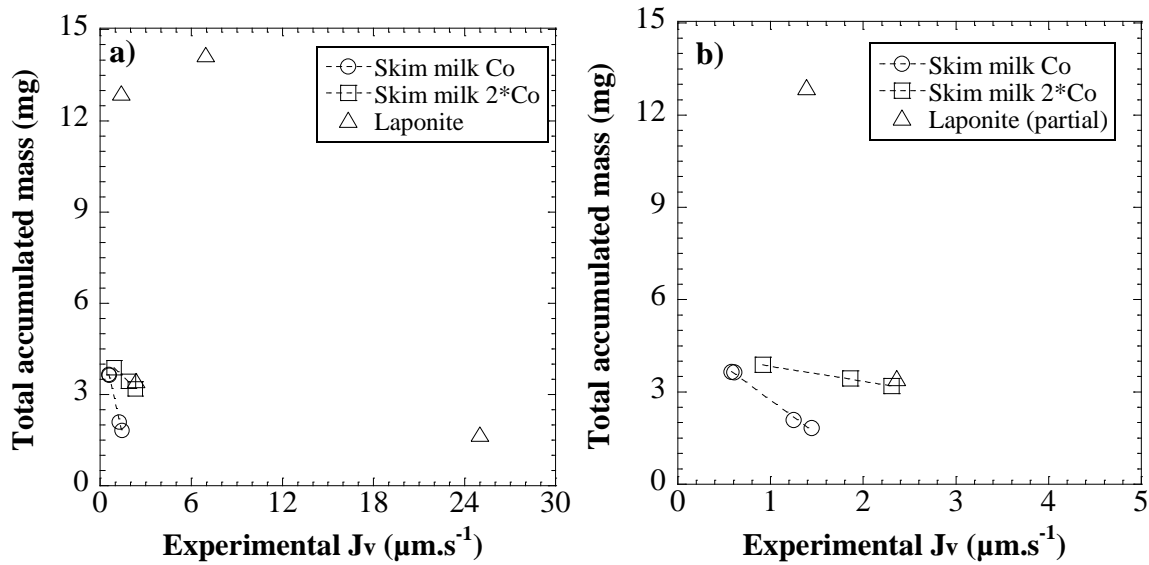 a)
Skim milk Co
Skim milk 2*Co
Laponite
Total accumulated mass (mg)
15
12
9
6
3
0
0 6 12 18 24 30
Experimental Jv (µm.s-1)
b)
Skim milk Co
Skim milk 2*Co
Laponite (partial)
Total accumulated mass (mg)
15
12
9
6
3
0
0 1 2 3 4 5
Experimental Jv (µm.s-1)